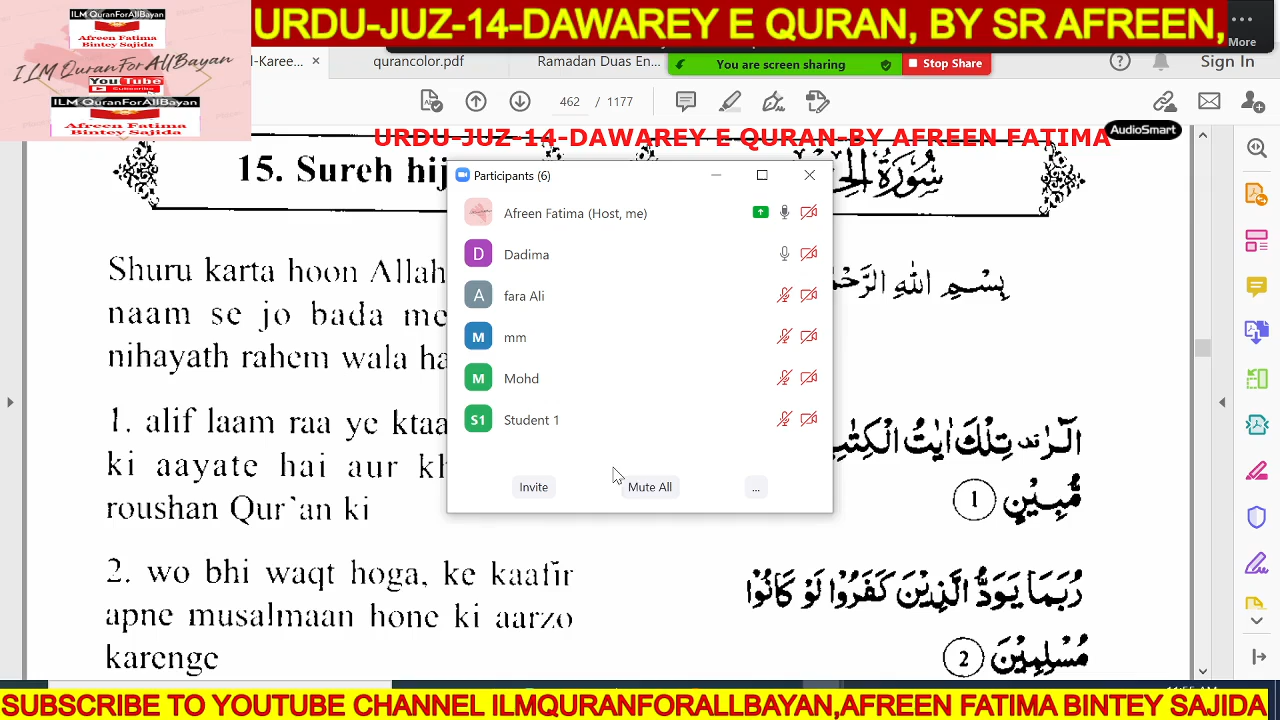 URDU-JUZ-14-DAWAREY E QURAN, BY SR AFREEN,
ILM QuranForAllBayan
Afreen Fatima
Bintey Sajida
ILM QuranForAllBayan
YouTube
Subscribe
ILM QuranForAllBayan
Afreen Fatima
Bintey Sajida
More
l-Karee...
qurancolor.pdf
Ramadan Duas En...
You are screen sharing
Stop Share
Sign In
462 / 1177
URDU-JUZ-14-DAWAREY E QURAN-BY AFREEN FATIMA
AudioSmart
15. Sureh hij
Participants (6)
Afreen Fatima (Host, me)
D Dadima
A fara Ali
M mm
M Mohd
S1 Student 1
Invite
Mute All
...
Shuru karta hoon Allah
naam se jo bada me
nihayath rahem wala ha
بِسْمِ اللهِ
1. alif laam raa ye ktaa
ki aayate hai aur kh
roushan Qur'an ki
الٓرٰ تِلْكَ اٰيٰتُ الْكِتٰبِ
مُّبِيْنٍ ①
2. wo bhi waqt hoga, ke kaafir
apne musalmaan hone ki aarzo
karenge
رُبَمَا يَوَدُّ الَّذِيْنَ كَفَرُوْا لَوْ كَانُوْا
مُسْلِمِيْنَ ②
SUBSCRIBE TO YOUTUBE CHANNEL ILMQURANFORALLBAYAN,AFREEN FATIMA BINTEY SAJIDA